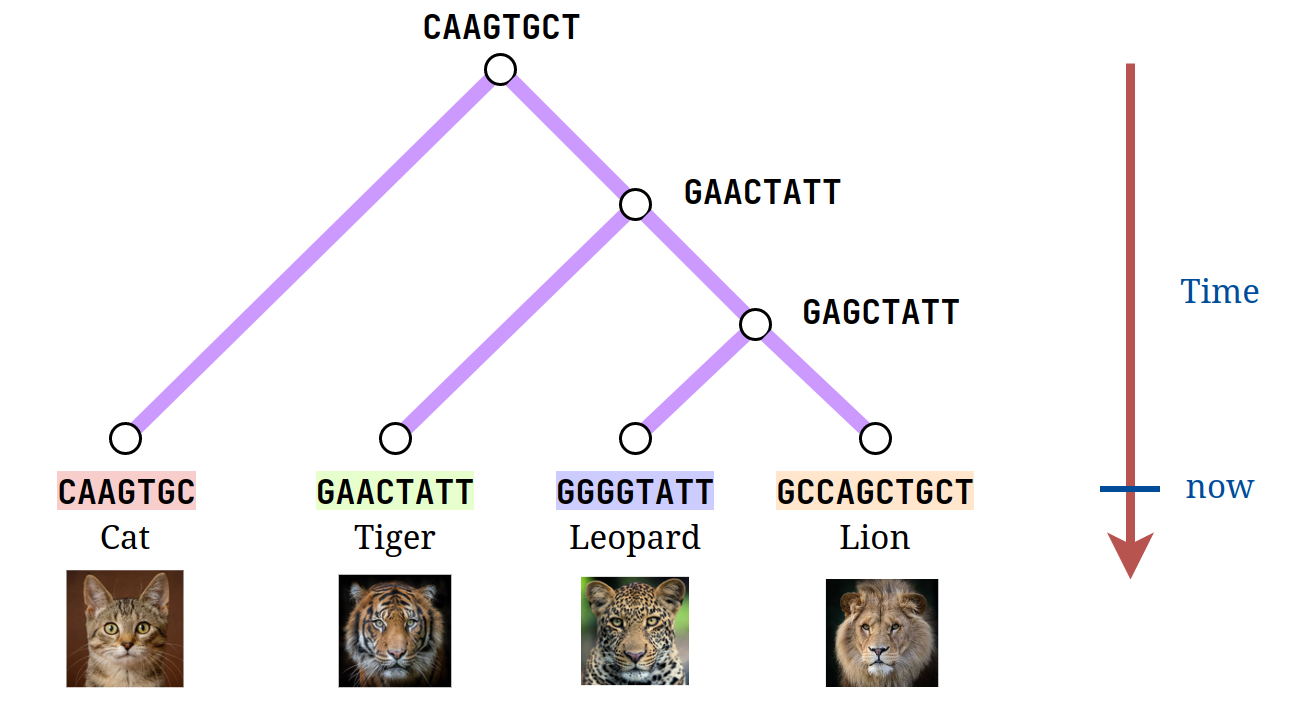 CAAGTGCT
GAACTATT
Time
GAGCTATT
now
CAAGTGC
GAACTATT
GGGGTATT
GCCAGCTGCT
Cat
Tiger
Leopard
Lion